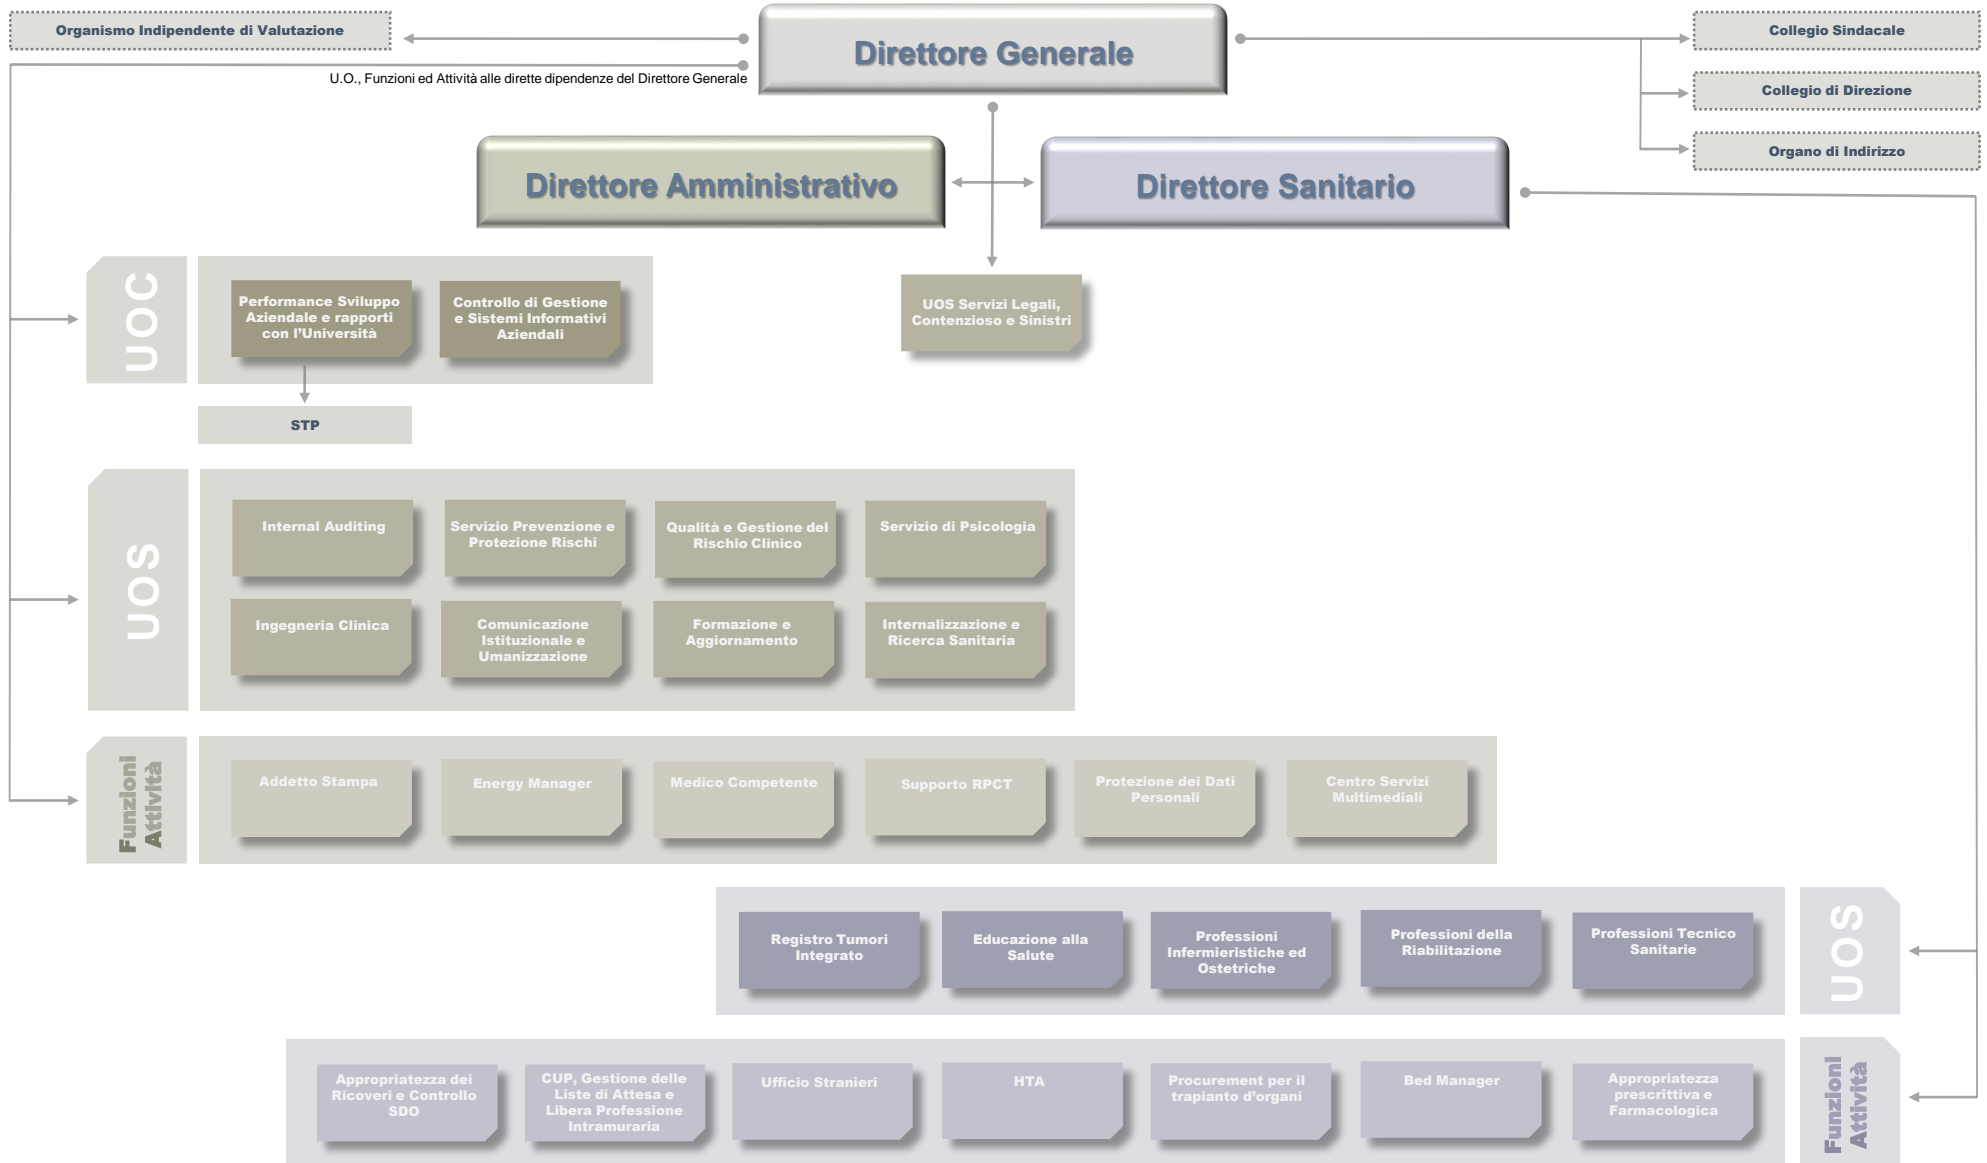 Organismo Indipendente di Valutazione
Direttore Generale
Collegio Sindacale
U.O., Funzioni ed Attività alle dirette dipendenze del Direttore Generale
Collegio di Direzione
Organo di Indirizzo
Direttore Amministrativo
Direttore Sanitario
UOC
Performance Sviluppo
Aziendale e rapporti
con l'Università
Controllo di Gestione
e Sistemi Informativi
Aziendali
UOS Servizi Legali,
Contenzioso e Sinistri
STP
UOS
Internal Auditing
Servizio Prevenzione e
Protezione Rischi
Qualità e Gestione del
Rischio Clinico
Servizio di Psicologia
Ingegneria Clinica
Comunicazione
Istituzionale e
Umanizzazione
Formazione e
Aggiornamento
Internalizzazione e
Ricerca Sanitaria
Funzioni
Attività
Addetto Stampa
Energy Manager
Medico Competente
Supporto RPCT
Protezione dei Dati
Personali
Centro Servizi
Multimediali
Registro Tumori
Integrato
Educazione alla
Salute
Professioni
Infermieristiche ed
Ostetriche
Professioni della
Riabilitazione
Professioni Tecnico
Sanitarie
UOS
Appropriatezza dei
Ricoveri e Controllo
SDO
CUP, Gestione delle
Liste di Attesa e
Libera Professione
Intramuraria
Ufficio Stranieri
HTA
Procurement per il
trapianto d'organi
Bed Manager
Appropriatezza
prescrittiva e
Farmacologica
Funzioni
Attività